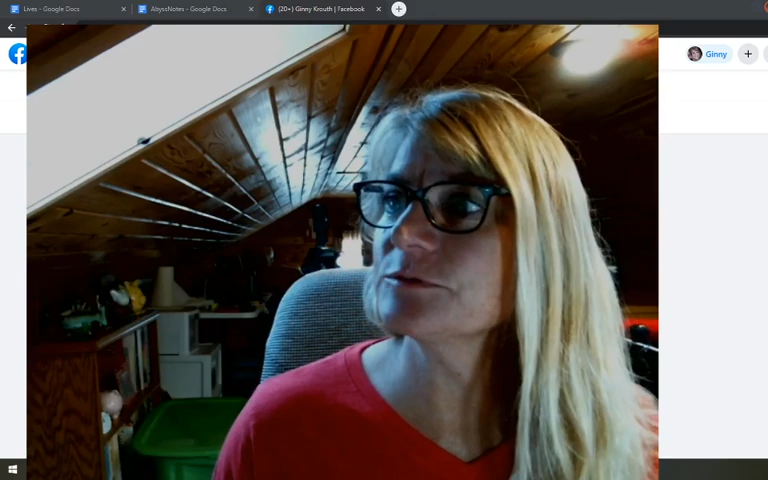 Lives - Google Docs
AbyssNotes - Google Docs
(20+) Ginny Krouth | Facebook
Ginny